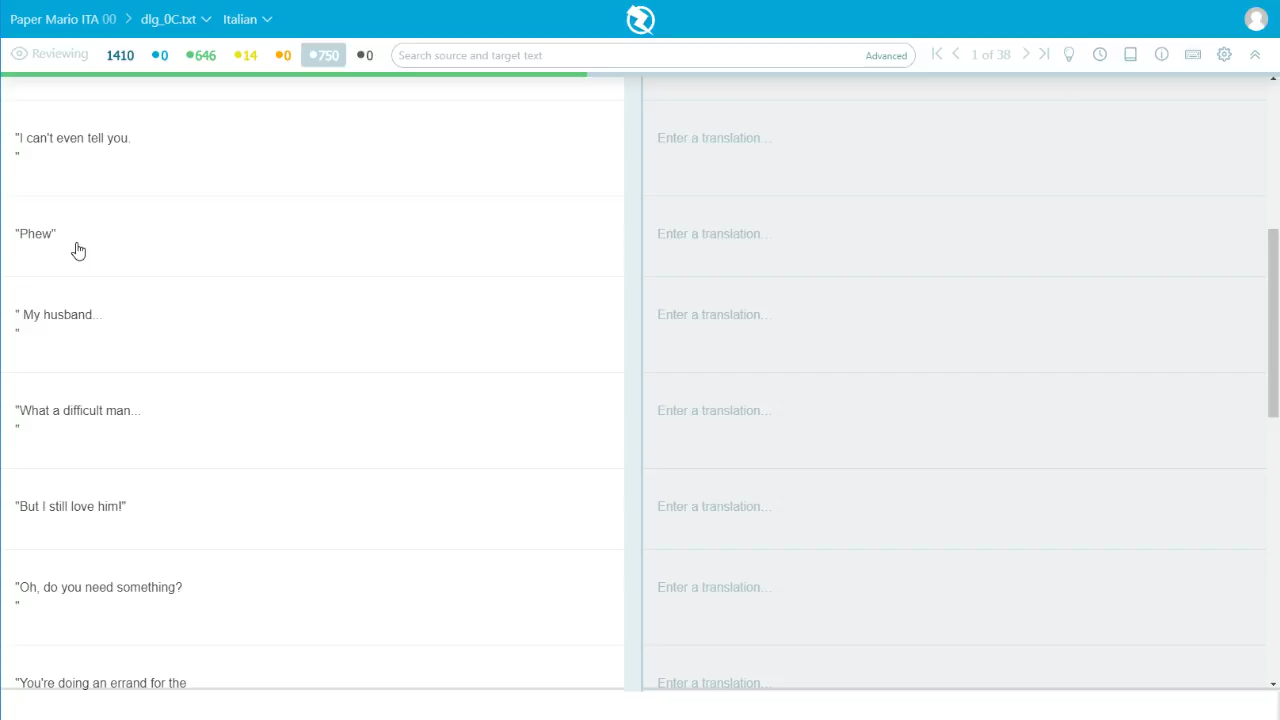 Paper Mario ITA 00 > dlg_0C.txt Italian
Reviewing 1410 0 646 14 0 750 0 Search source and target text Advanced 1 of 38
"I can't even tell you. Enter a translation...
"
"Phew" Enter a translation...
" My husband... Enter a translation...
"
"What a difficult man... Enter a translation...
"
"But I still love him!" Enter a translation...
"Oh, do you need something? Enter a translation...
"
"You're doing an errand for the Enter a translation...